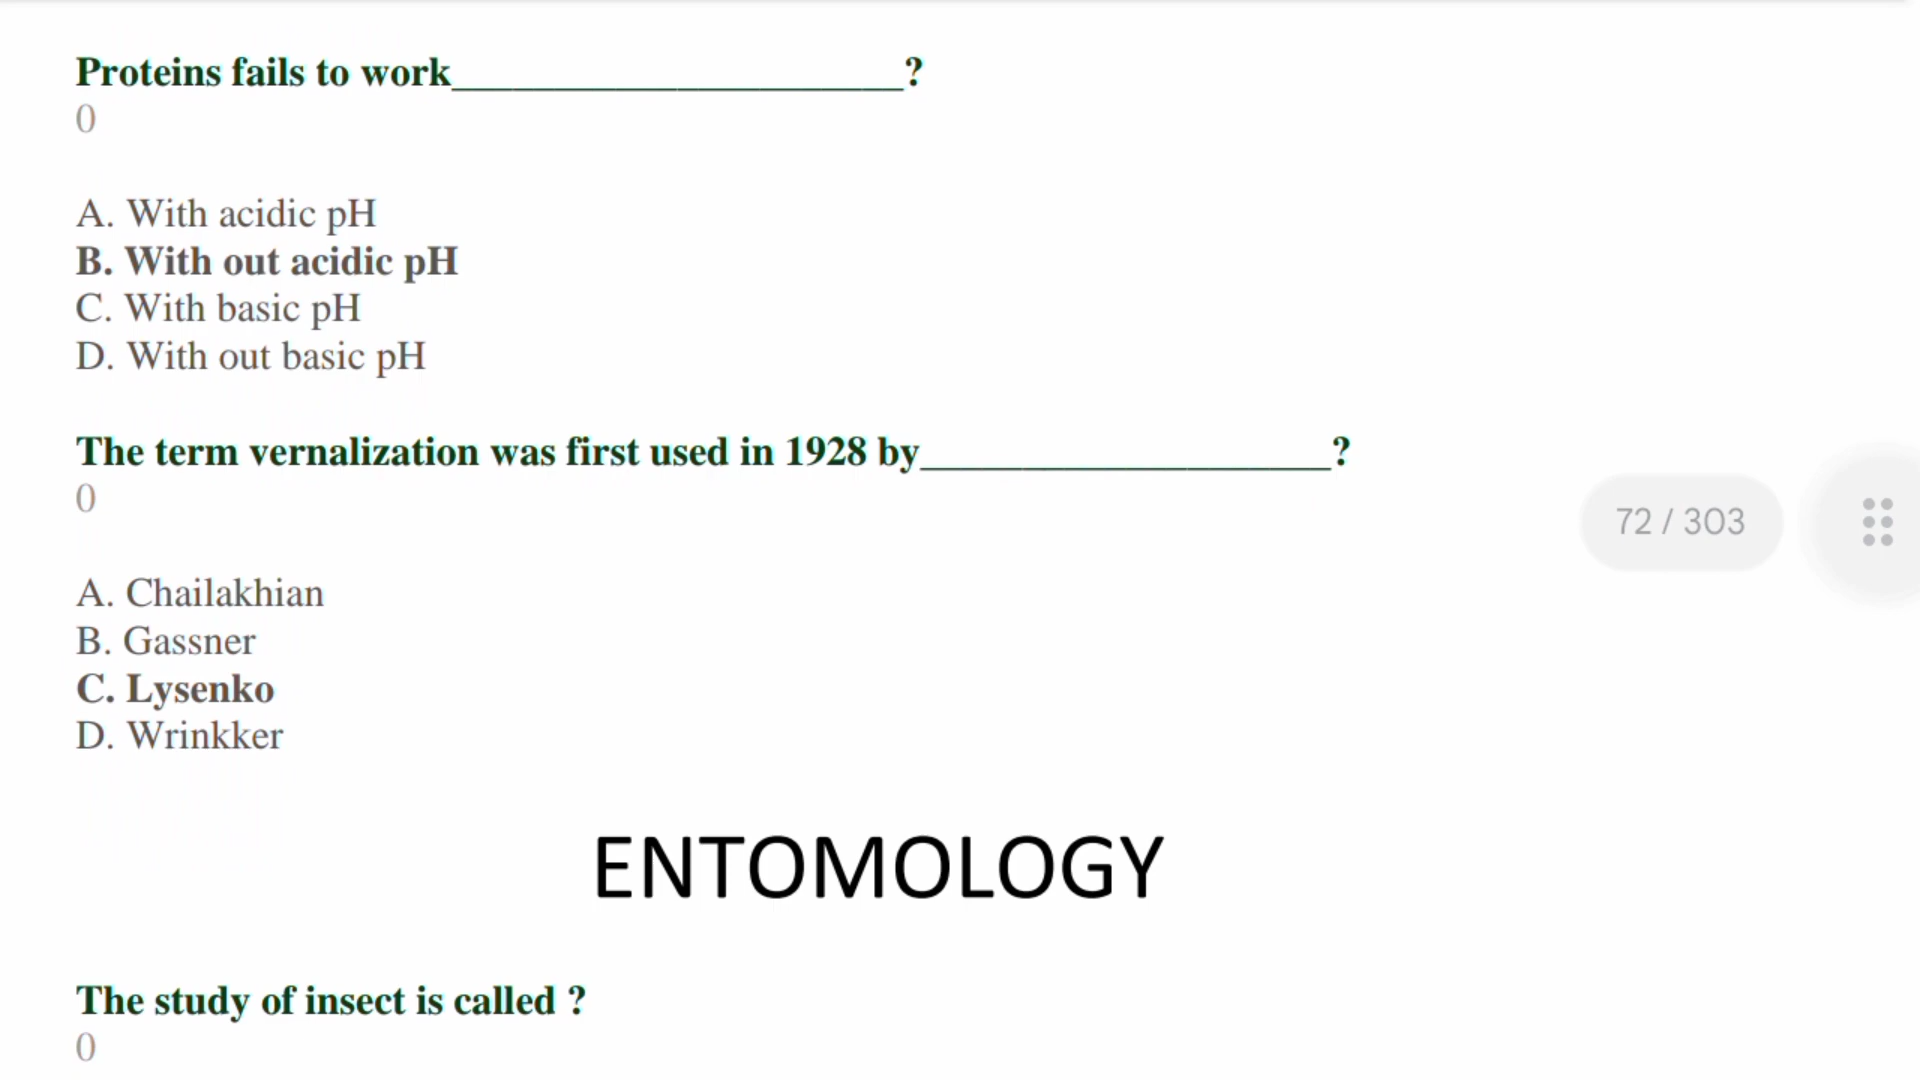 Proteins fails to work______________________?
0
A. With acidic pH
B. With out acidic pH
C. With basic pH
D. With out basic pH
The term vernalization was first used in 1928 by____________________?
0
72 / 303
A. Chailakhian
B. Gassner
C. Lysenko
D. Wrinkker
ENTOMOLOGY
The study of insect is called ?
0